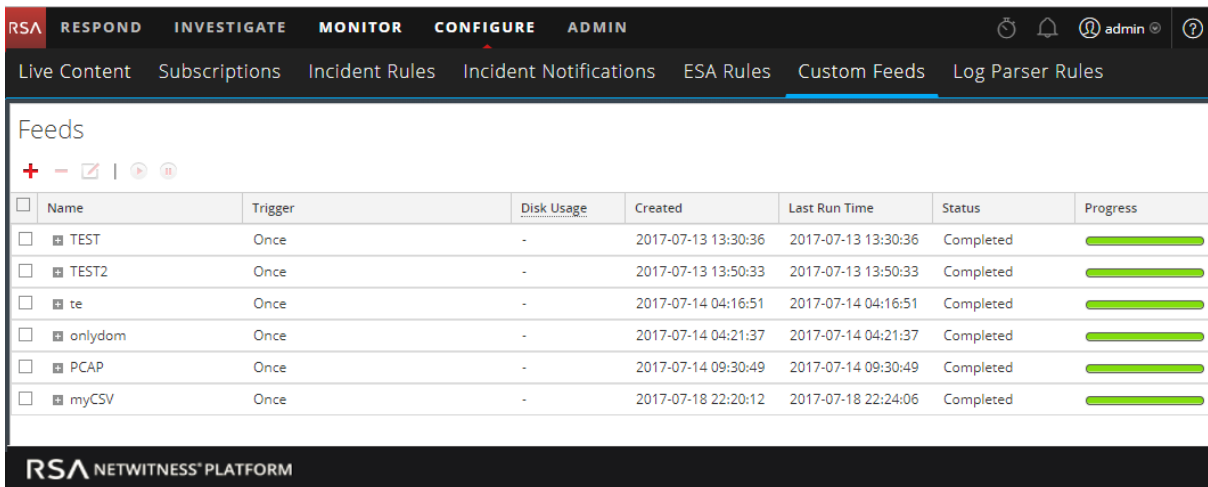 RSA RESPOND INVESTIGATE MONITOR CONFIGURE ADMIN admin ?
Live Content Subscriptions Incident Rules Incident Notifications ESA Rules Custom Feeds Log Parser Rules
Feeds
Name Trigger Disk Usage Created Last Run Time Status Progress
TEST Once - 2017-07-13 13:30:36 2017-07-13 13:30:36 Completed
TEST2 Once - 2017-07-13 13:50:33 2017-07-13 13:50:33 Completed
te Once - 2017-07-14 04:16:51 2017-07-14 04:16:51 Completed
onlydom Once - 2017-07-14 04:21:37 2017-07-14 04:21:37 Completed
PCAP Once - 2017-07-14 09:30:49 2017-07-14 09:30:49 Completed
myCSV Once - 2017-07-18 22:20:12 2017-07-18 22:24:06 Completed
RSA NETWITNESS® PLATFORM